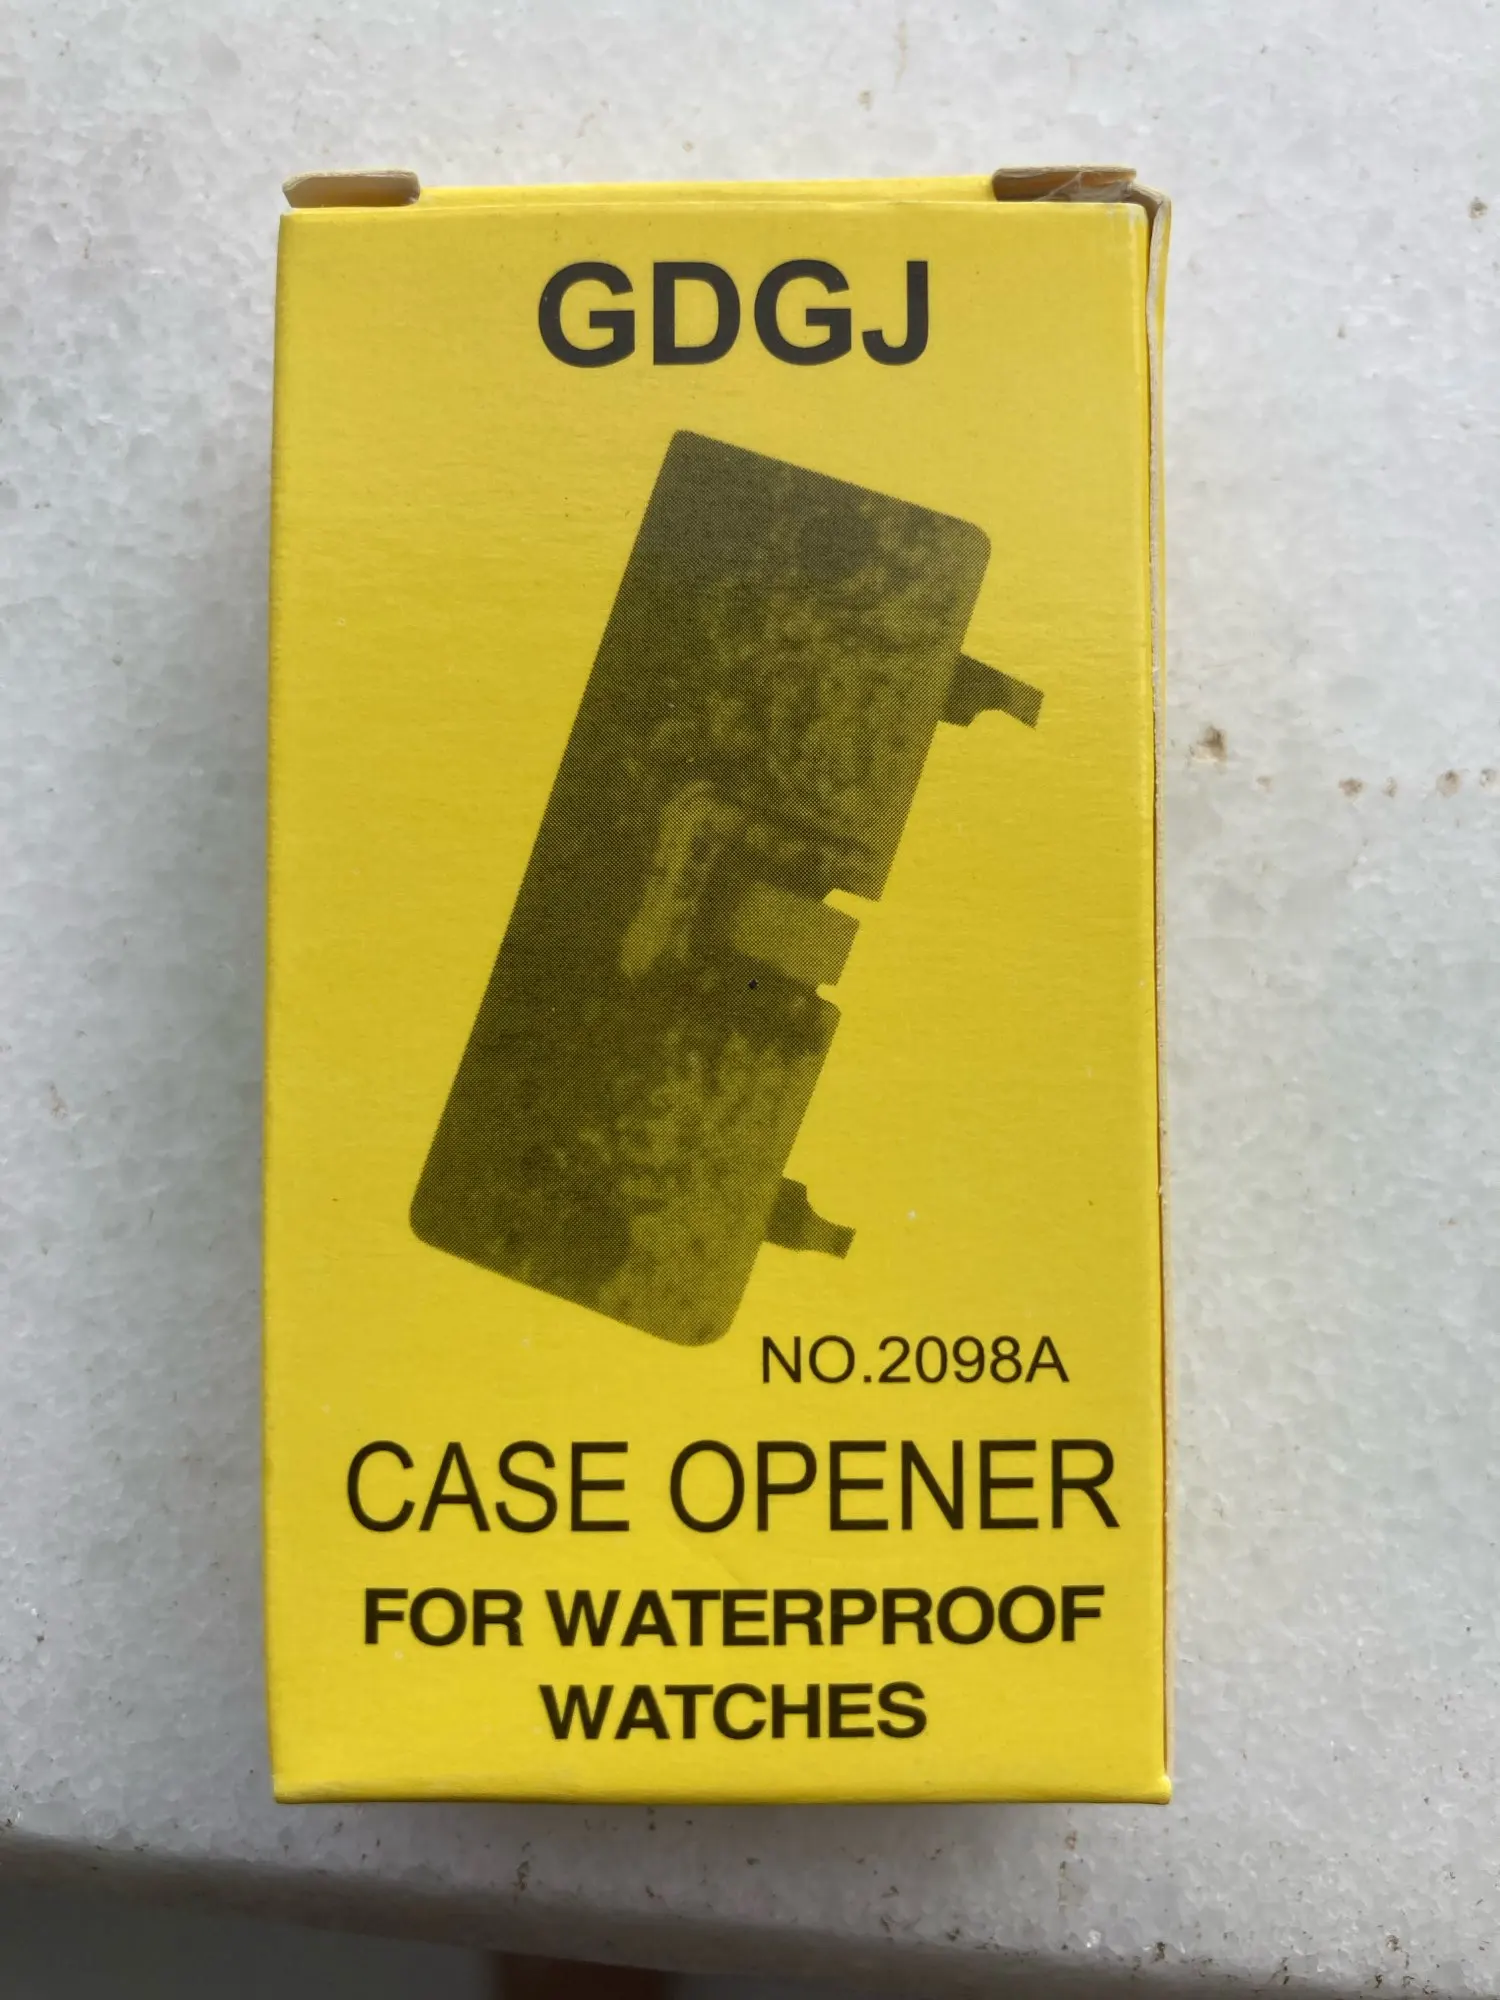 GDGJ
NO.2098A
CASE OPENER
FOR WATERPROOF
WATCHES